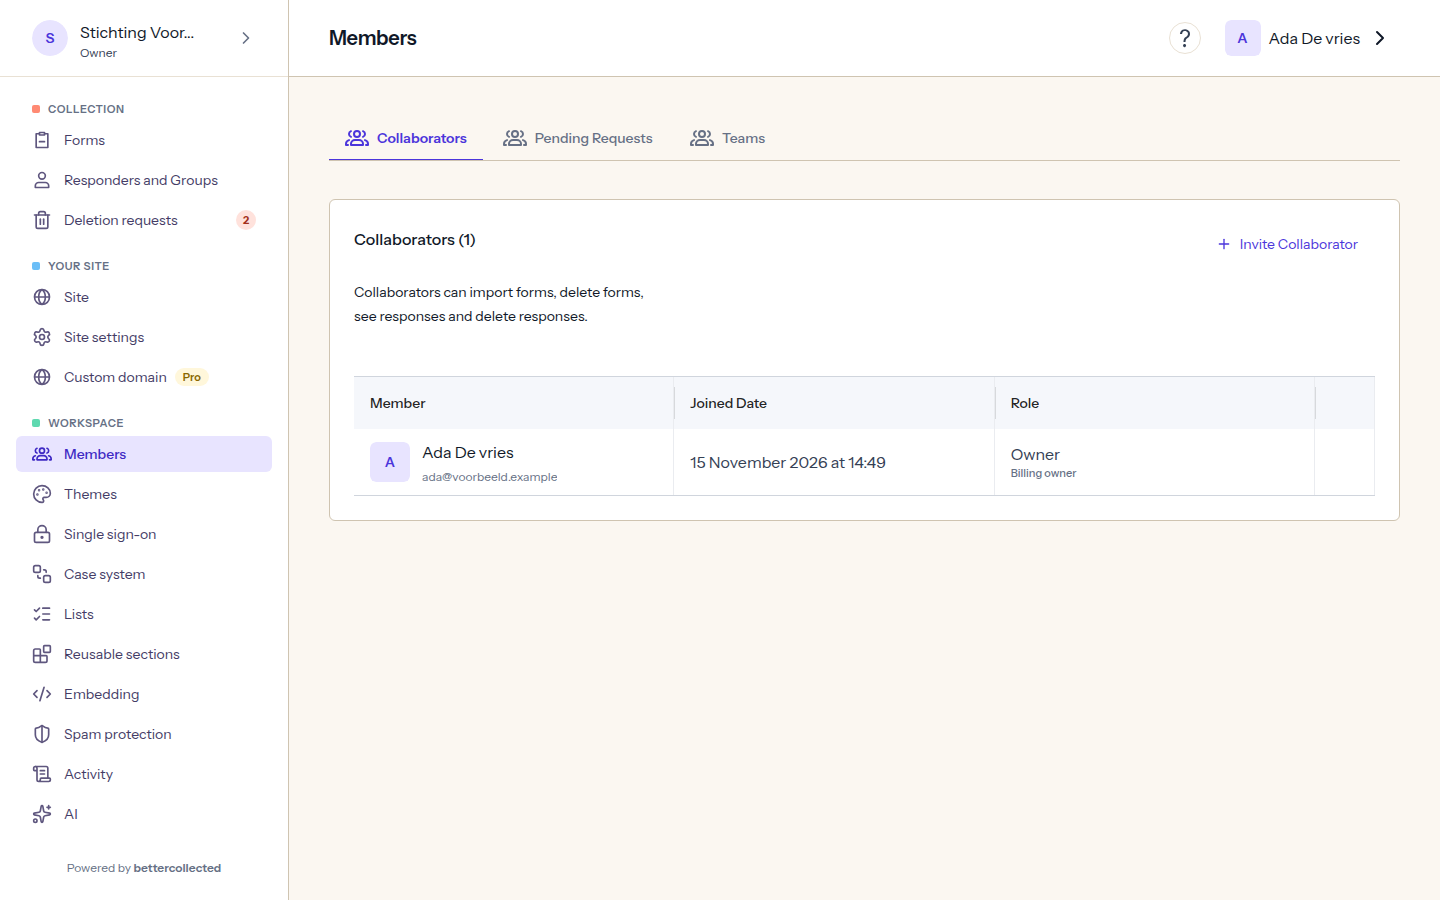 S
Stichting Voor...
Owner
COLLECTION
Forms
Responders and Groups
Deletion requests
2
YOUR SITE
Site
Site settings
Custom domain
Pro
WORKSPACE
Members
Themes
Single sign-on
Case system
Lists
Reusable sections
Embedding
Spam protection
Activity
AI
Powered by bettercollected
Members
?
A
Ada De vries
Collaborators
Pending Requests
Teams
Collaborators (1)
+ Invite Collaborator
Collaborators can import forms, delete forms,
see responses and delete responses.
Member
Joined Date
Role
A
Ada De vries
ada@voorbeeld.example
15 November 2026 at 14:49
Owner
Billing owner